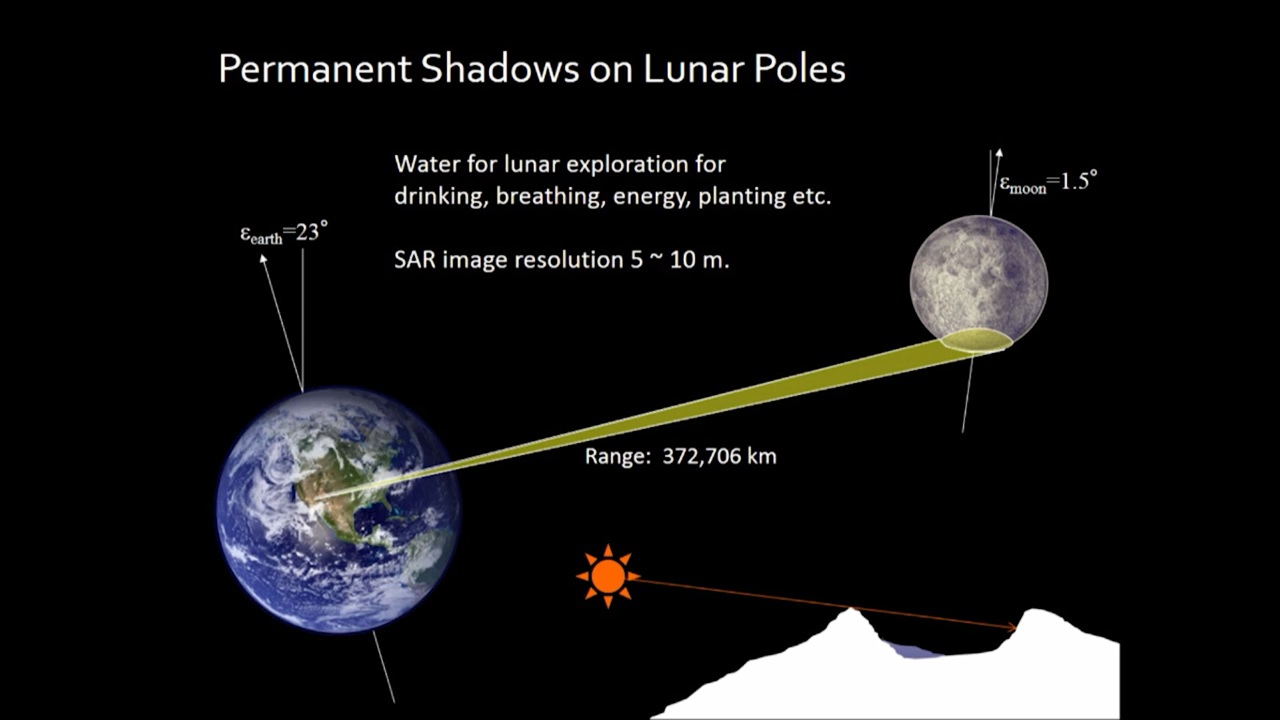 Permanent Shadows on Lunar Poles
Water for lunar exploration for
drinking, breathing, energy, planting etc.
SAR image resolution 5 ~ 10 m.
εmoon=1.5°
εearth=23°
Range: 372,706 km